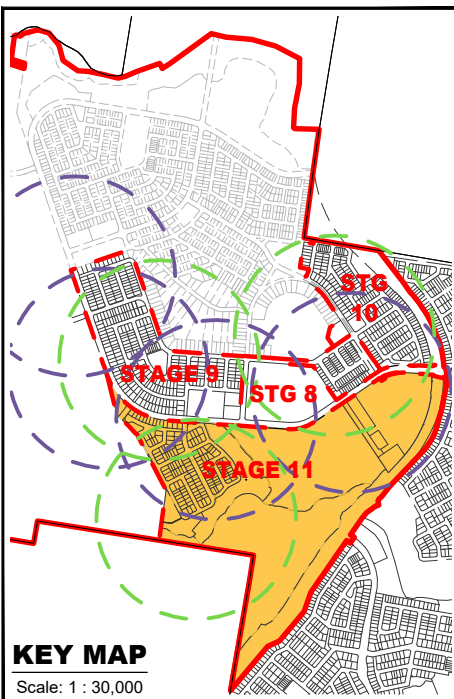 STG
10
STAGE 9
STG 8
STAGE 11
KEY MAP
Scale: 1 : 30,000